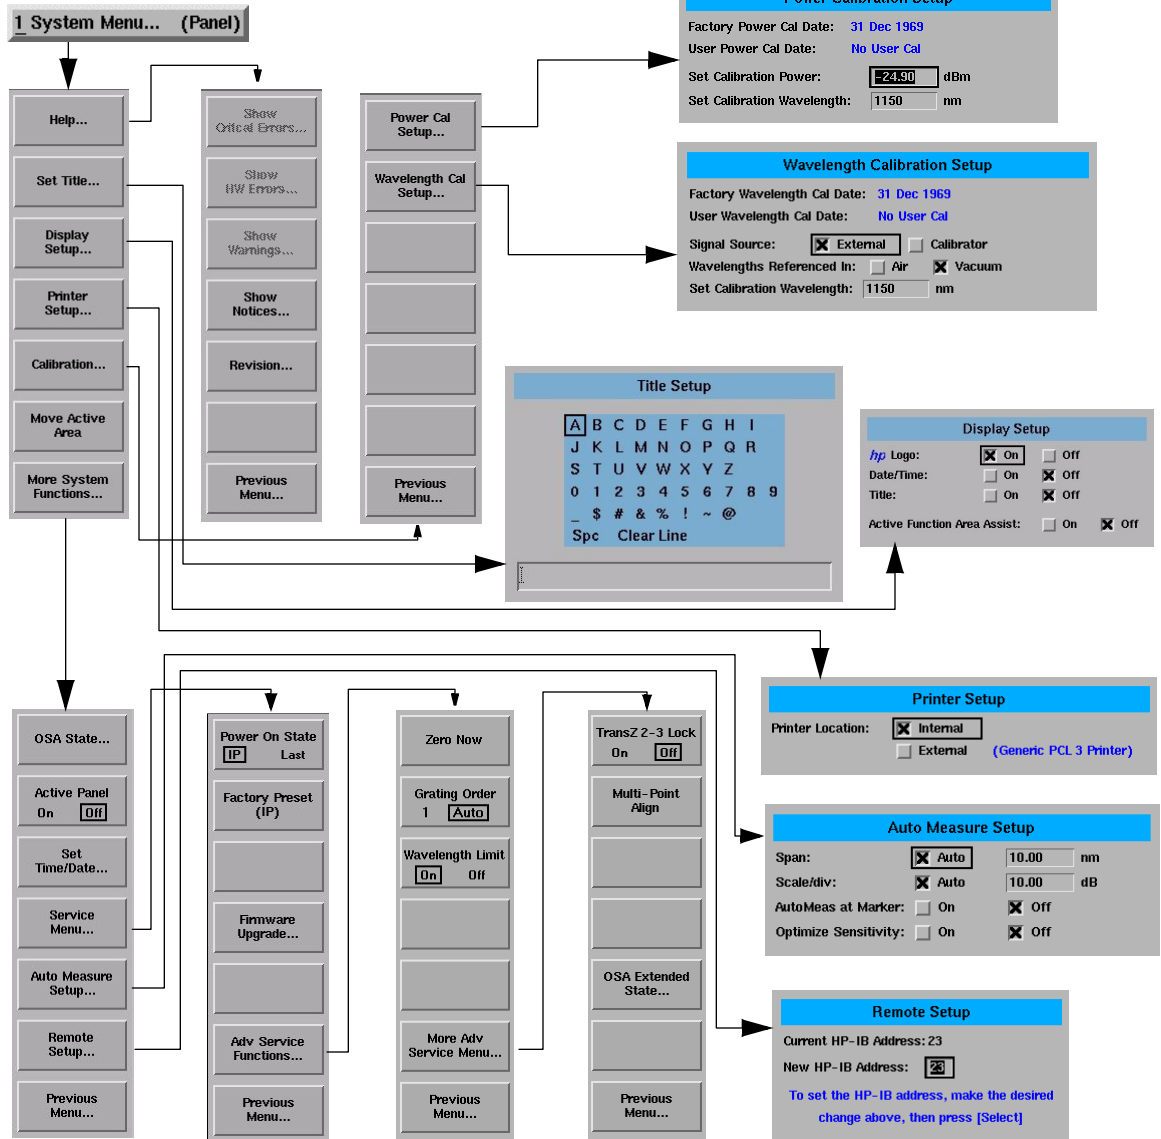 1 System Menu... (Panel)
Help...
Set Title...
Display
Setup...
Printer
Setup...
Calibration...
Move Active
Area
More System
Functions...
Show
Critcal Errors...
Show
HW Errors...
Show
Warnings...
Show
Notices...
Revision...
Previous
Menu...
Power Cal
Setup...
Wavelength Cal
Setup...
Previous
Menu...
Power Calibration Setup
Factory Power Cal Date: 31 Dec 1969
User Power Cal Date: No User Cal
Set Calibration Power: -24.90 dBm
Set Calibration Wavelength: 1150 nm
Wavelength Calibration Setup
Factory Wavelength Cal Date: 31 Dec 1969
User Wavelength Cal Date: No User Cal
Signal Source: External Calibrator
Wavelengths Referenced In: Air Vacuum
Set Calibration Wavelength: 1150 nm
Title Setup
A B C D E F G H I
J K L M N O P Q R
S T U V W X Y Z
0 1 2 3 4 5 6 7 8 9
_ $ # & % ! ~ @
Spc Clear Line
Display Setup
hp Logo: On Off
Date/Time: On Off
Title: On Off
Active Function Area Assist: On Off
Printer Setup
Printer Location: Internal
External (Generic PCL 3 Printer)
Auto Measure Setup
Span: Auto 10.00 nm
Scale/div: Auto 10.00 dB
AutoMeas at Marker: On Off
Optimize Sensitivity: On Off
Remote Setup
Current HP-IB Address: 23
New HP-IB Address: 23
To set the HP-IB address, make the desired
change above, then press [Select]
OSA State...
Active Panel
On Off
Set
Time/Date...
Service
Menu...
Auto Measure
Setup...
Remote
Setup...
Previous
Menu...
Power On State
IP Last
Factory Preset
(IP)
Firmware
Upgrade...
Adv Service
Functions...
Previous
Menu...
Zero Now
Grating Order
1 Auto
Wavelength Limit
On Off
More Adv
Service Menu...
Previous
Menu...
TransZ 2-3 Lock
On Off
Multi-Point
Align
OSA Extended
State...
Previous
Menu...